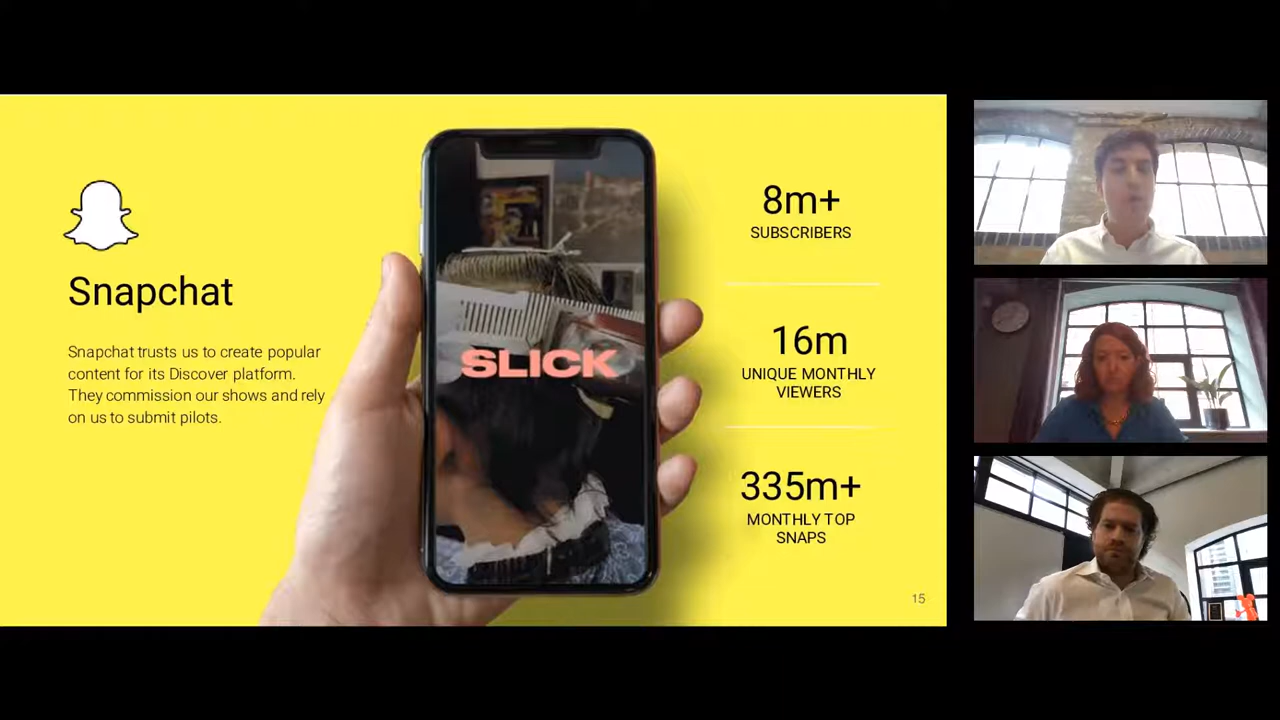 Snapchat
Snapchat trusts us to create popular
content for its Discover platform.
They commission our shows and rely
on us to submit pilots.
SLICK
8m+
SUBSCRIBERS
16m
UNIQUE MONTHLY
VIEWERS
335m+
MONTHLY TOP
SNAPS
15